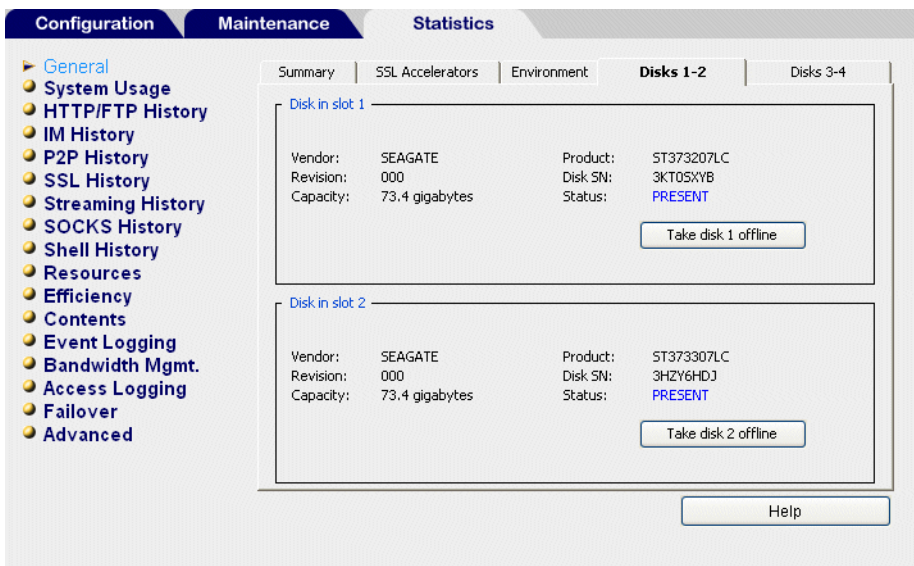 Configuration Maintenance Statistics
General
System Usage
HTTP/FTP History
IM History
P2P History
SSL History
Streaming History
SOCKS History
Shell History
Resources
Efficiency
Contents
Event Logging
Bandwidth Mgmt.
Access Logging
Failover
Advanced
Summary SSL Accelerators Environment Disks 1-2 Disks 3-4
Disk in slot 1
Vendor: SEAGATE Product: ST373207LC
Revision: 000 Disk SN: 3KT0SXYB
Capacity: 73.4 gigabytes Status: PRESENT
Take disk 1 offline
Disk in slot 2
Vendor: SEAGATE Product: ST373307LC
Revision: 000 Disk SN: 3HZY6HDJ
Capacity: 73.4 gigabytes Status: PRESENT
Take disk 2 offline
Help